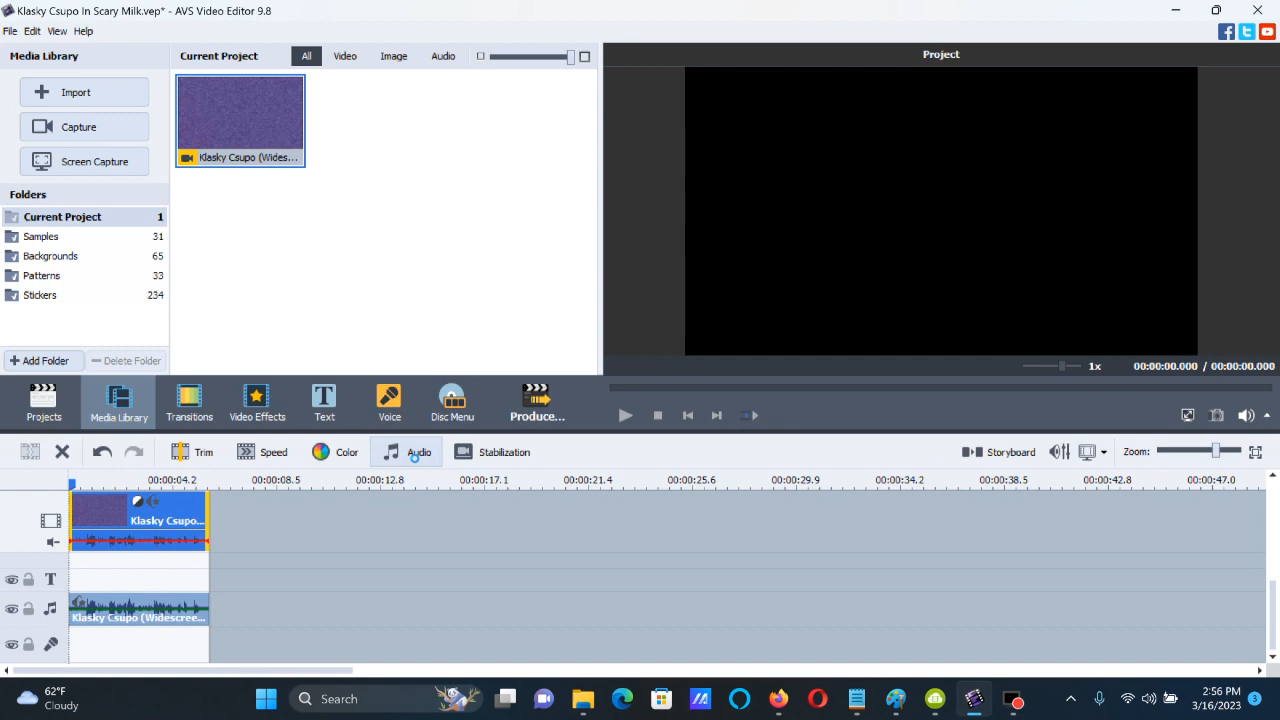 Klasky Csupo In Scary Milk.vep* - AVS Video Editor 9.8
File Edit View Help
Media Library
Current Project All Video Image Audio
Project
Import
Capture
Screen Capture
Klasky Csupo (Wides...
Folders
Current Project 1
Samples 31
Backgrounds 65
Patterns 33
Stickers 234
Add Folder Delete Folder
1x 00:00:00.000 / 00:00:00.000
Projects Media Library Transitions Video Effects Text Voice Disc Menu Produce...
Trim Speed Color Audio Stabilization Storyboard Zoom:
00:00:04.2 00:00:08.5 00:00:12.8 00:00:17.1 00:00:21.4 00:00:25.6 00:00:29.9 00:00:34.2 00:00:38.5 00:00:42.8 00:00:47.0
Klasky Csupo...
T
Klasky Csupo (Widescree...
62°F
Cloudy
Search
2:56 PM
3/16/2023
3